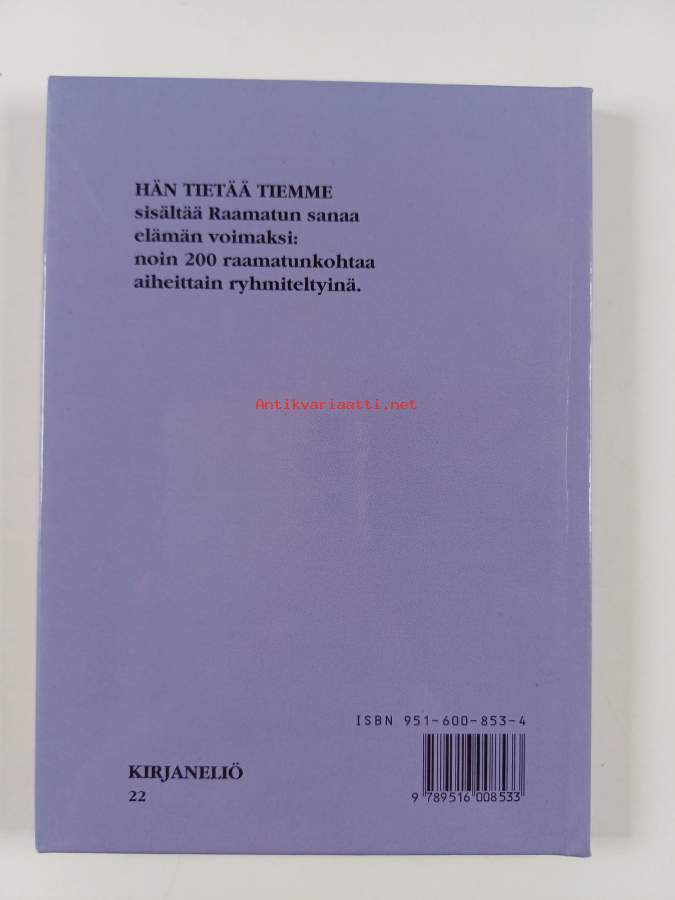 HÄN TIETÄÄ TIEMME
sisältää Raamatun sanaa
elämän voimaksi:
noin 200 raamatunkohtaa
aiheittain ryhmiteltyinä.
Antikvariaatti.net
ISBN 951-600-853-4
9 789516 008533
KIRJANELIÖ
22